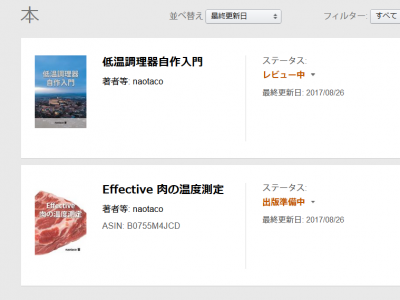 本
並べ替え 最終更新日
フィルター: すべて
低温調理器
自作入門
naotaco 著
低温調理器自作入門
著者等: naotaco
ステータス:
レビュー中
最終更新日: 2017/08/26
Effective
肉の温度測定
naotaco 著
Effective 肉の温度測定
著者等: naotaco
ASIN: B0755M4JCD
ステータス:
出版準備中
最終更新日: 2017/08/26